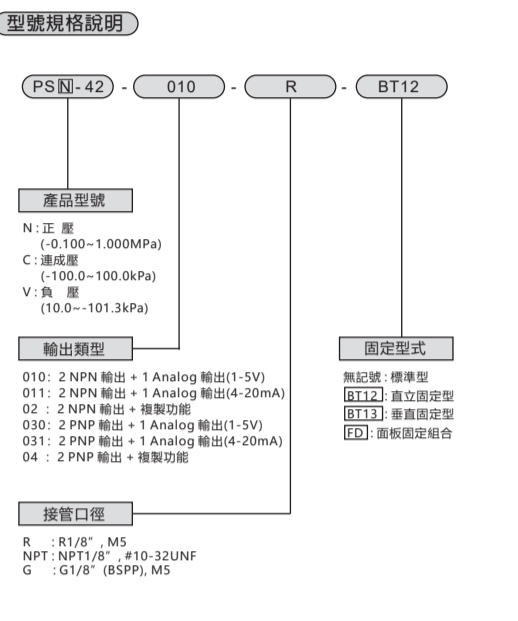 型號規格說明
PSN-42 - 010 - R - BT12
產品型號
N:正 壓
(-0.100~1.000MPa)
C:連成壓
(-100.0~100.0kPa)
V:負 壓
(10.0~-101.3kPa)
輸出類型
010: 2 NPN 輸出 + 1 Analog 輸出(1-5V)
011: 2 NPN 輸出 + 1 Analog 輸出(4-20mA)
02 : 2 NPN 輸出 + 複製功能
030: 2 PNP 輸出 + 1 Analog 輸出(1-5V)
031: 2 PNP 輸出 + 1 Analog 輸出(4-20mA)
04 : 2 PNP 輸出 + 複製功能
固定型式
無記號:標準型
BT12:直立固定型
BT13:垂直固定型
FD:面板固定組合
接管口徑
R :R1/8", M5
NPT:NPT1/8", #10-32UNF
G :G1/8" (BSPP), M5